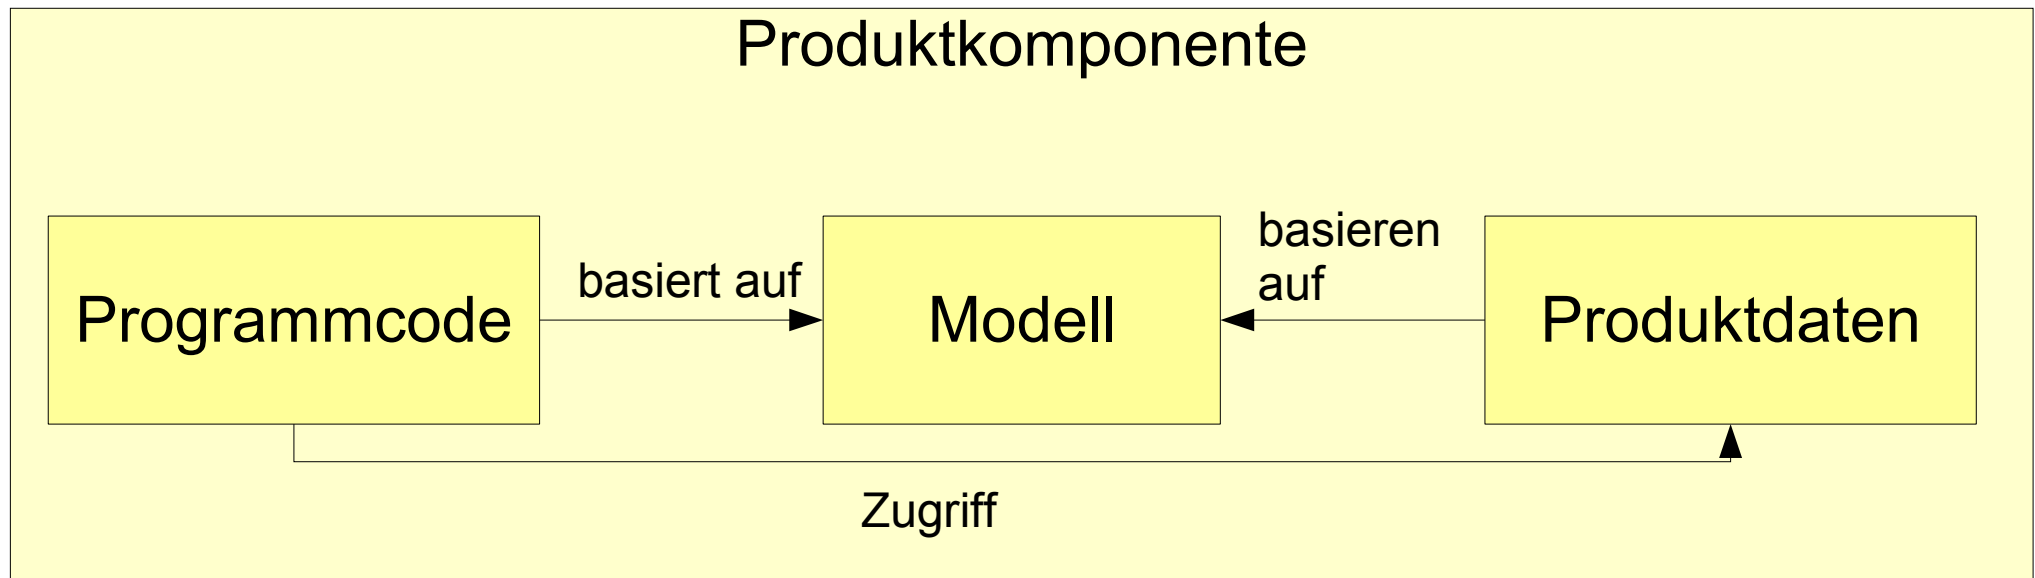 Produktkomponente
Programmcode
basiert auf
Modell
basieren
auf
Produktdaten
Zugriff